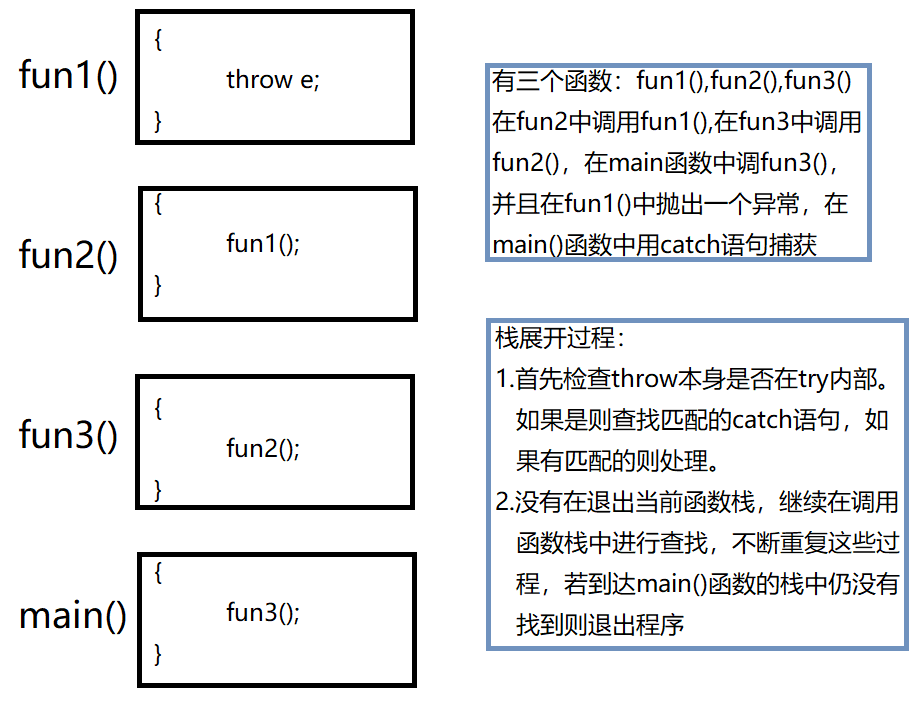 fun1()
{
throw e;
}
fun2()
{
fun1();
}
fun3()
{
fun2();
}
main()
{
fun3();
}
有三个函数：fun1(),fun2(),fun3()
在fun2中调用fun1(),在fun3中调用
fun2()，在main函数中调fun3()，
并且在fun1()中抛出一个异常，在
main()函数中用catch语句捕获
栈展开过程：
1.首先检查throw本身是否在try内部。
如果是则查找匹配的catch语句，如
果有匹配的则处理。
2.没有在退出当前函数栈，继续在调用
函数栈中进行查找，不断重复这些过
程，若到达main()函数的栈中仍没有
找到则退出程序